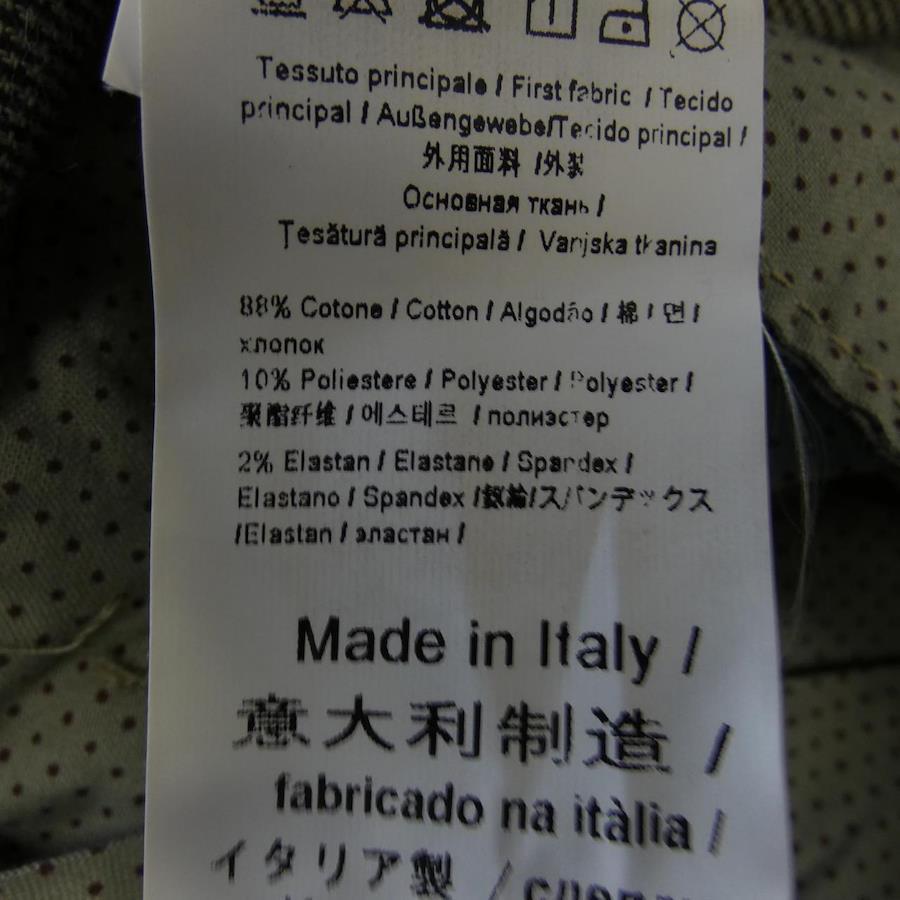 Tessuto principale / First fabric / Tecido
principal / Außengewebe/Tecido principal /
外用面料 /外製
Основная ткань /
Țesătură principală / Vanjska tkanina
88% Cotone / Cotton / Algodão / 棉 / 면 /
хлопок
10% Poliestere / Polyester / Polyester /
聚酯纤维 / 에스테르 / полиэстер
2% Elastan / Elastane / Spandex /
Elastano / Spandex / /スパンデックス
/Elastan / эластан /
Made in Italy /
意大利制造 /
fabricado na itàlia /
イタリア製 /